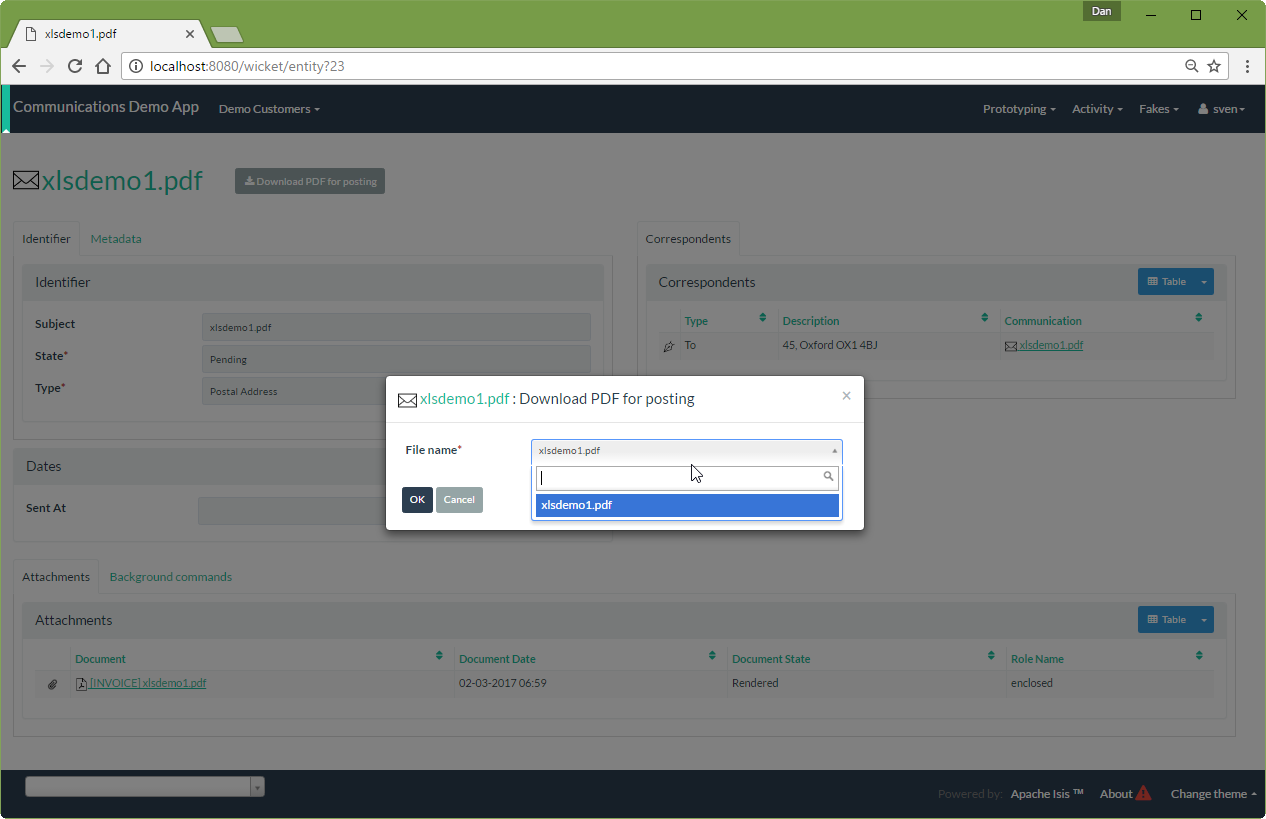 Dan
xlsdemo1.pdf
localhost:8080/wicket/entity?23
Communications Demo App Demo Customers Prototyping Activity Fakes sven
xlsdemo1.pdf Download PDF for posting
Identifier Metadata
Identifier
Subject xlsdemo1.pdf
State* Pending
Type* Postal Address
Correspondents
Correspondents Table
Type Description Communication
To 45, Oxford OX1 4BJ xlsdemo1.pdf
xlsdemo1.pdf : Download PDF for posting ×
File name* xlsdemo1.pdf
xlsdemo1.pdf
OK Cancel
Dates
Sent At
Attachments Background commands
Attachments Table
Document Document Date Document State Role Name
[INVOICE] xlsdemo1.pdf 02-03-2017 06:59 Rendered enclosed
Powered by: Apache Isis ™ About Change theme